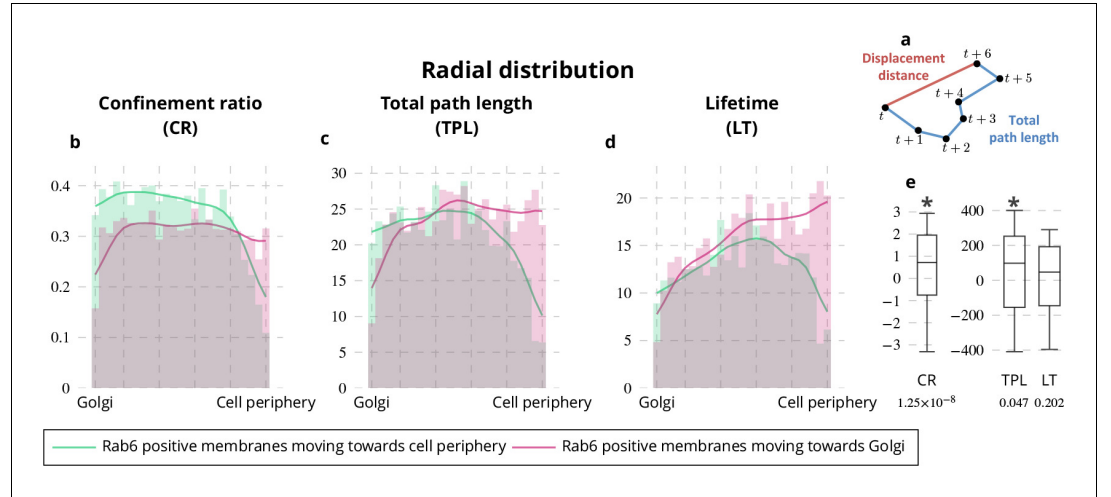 Radial distribution
a
Displacement
distance
t
t + 1
t + 2
t + 3
t + 4
t + 5
t + 6
Total
path length
Confinement ratio
(CR)
b
0.4
0.3
0.2
0.1
0
Golgi
Cell periphery
Total path length
(TPL)
c
30
25
20
15
10
5
0
Golgi
Cell periphery
Lifetime
(LT)
d
20
15
10
5
0
Golgi
Cell periphery
e
*
3
2
1
0
−1
−2
−3
CR
1.25×10⁻⁸
*
400
200
0
−200
−400
TPL LT
0.047 0.202
Rab6 positive membranes moving towards cell periphery
Rab6 positive membranes moving towards Golgi